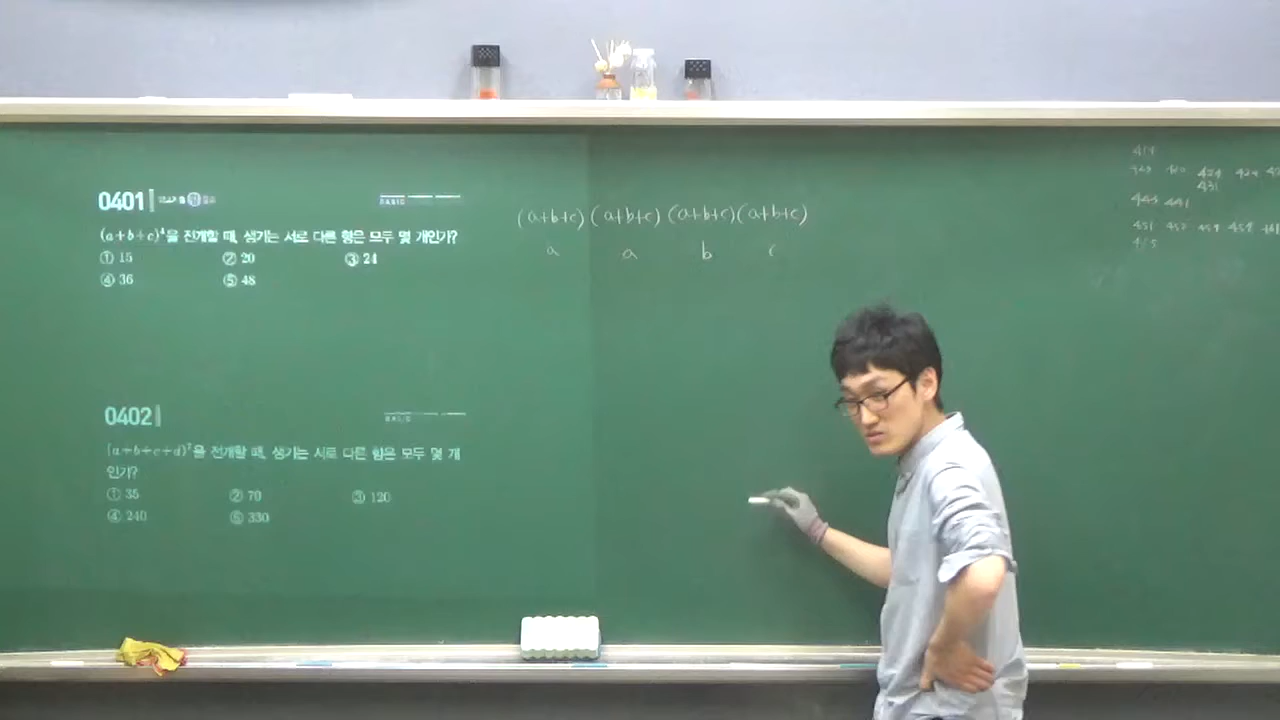 0401
(a+b+c)⁴을 전개할 때, 생기는 서로 다른 항은 모두 몇 개인가?
① 15 ② 20 ③ 24
④ 36 ⑤ 48
(a+b+c)(a+b+c)(a+b+c)(a+b+c)
a a b c
0402
(a+b+c+d)⁷을 전개할 때, 생기는 서로 다른 항은 모두 몇 개
인가?
① 35 ② 70 ③ 120
④ 240 ⑤ 330
431
451 452